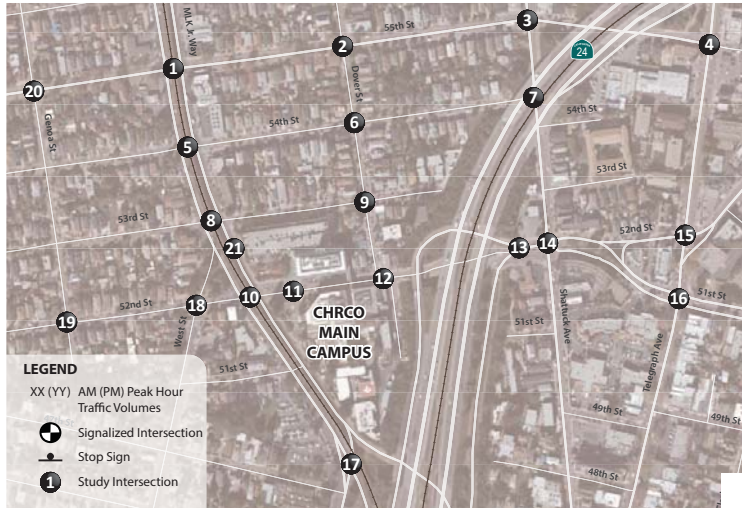 MLK Jr. Way
55th St
3
24
4
2
1
20
Dover St
7
Genoa St
54th St
6
54th St
5
53rd St
9
53rd St
8
52nd St
15
21
13
14
12
11
10
52nd St
18
19
CHRCO
MAIN
CAMPUS
51st St
16
West St
51st St
Shattuck Ave
Telegraph Ave
51st St
49th St
49th St
48th St
17
LEGEND
XX (YY) AM (PM) Peak Hour
Traffic Volumes
Signalized Intersection
Stop Sign
1 Study Intersection